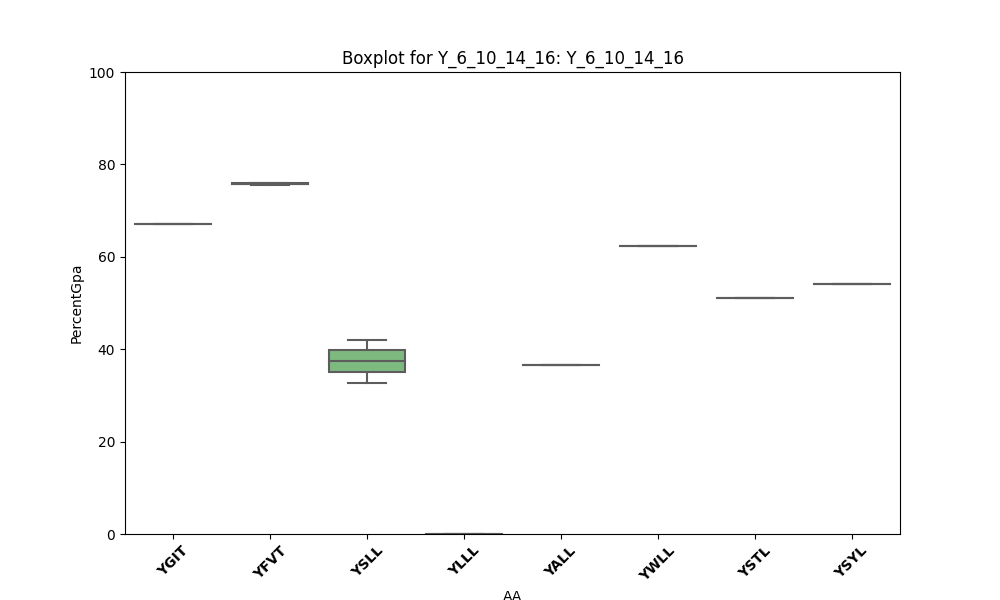 Boxplot for Y_6_10_14_16: Y_6_10_14_16
100
80
60
40
20
0
PercentGpa
YGIT
YFVT
YSLL
YLLL
YALL
YWLL
YSTL
YSYL
AA